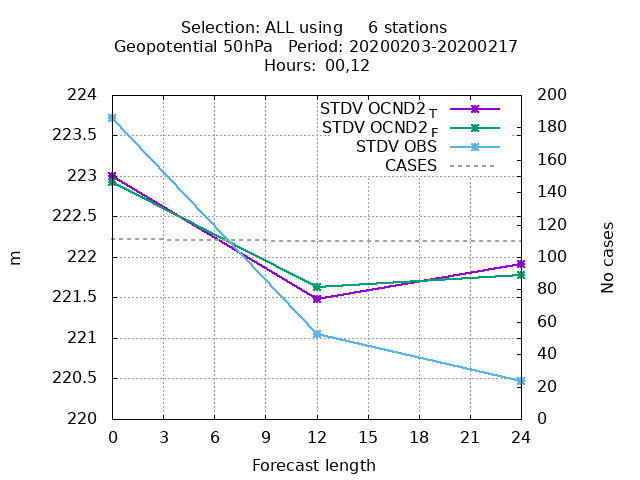 Selection: ALL using     6 stations
Geopotential 50hPa   Period: 20200203-20200217
Hours: 00,12
STDV OCND2 T
STDV OCND2 F
STDV OBS
CASES
224
223.5
223
222.5
222
221.5
221
220.5
220
m
200
180
160
140
120
100
80
60
40
20
0
No cases
0 3 6 9 12 15 18 21 24
Forecast length